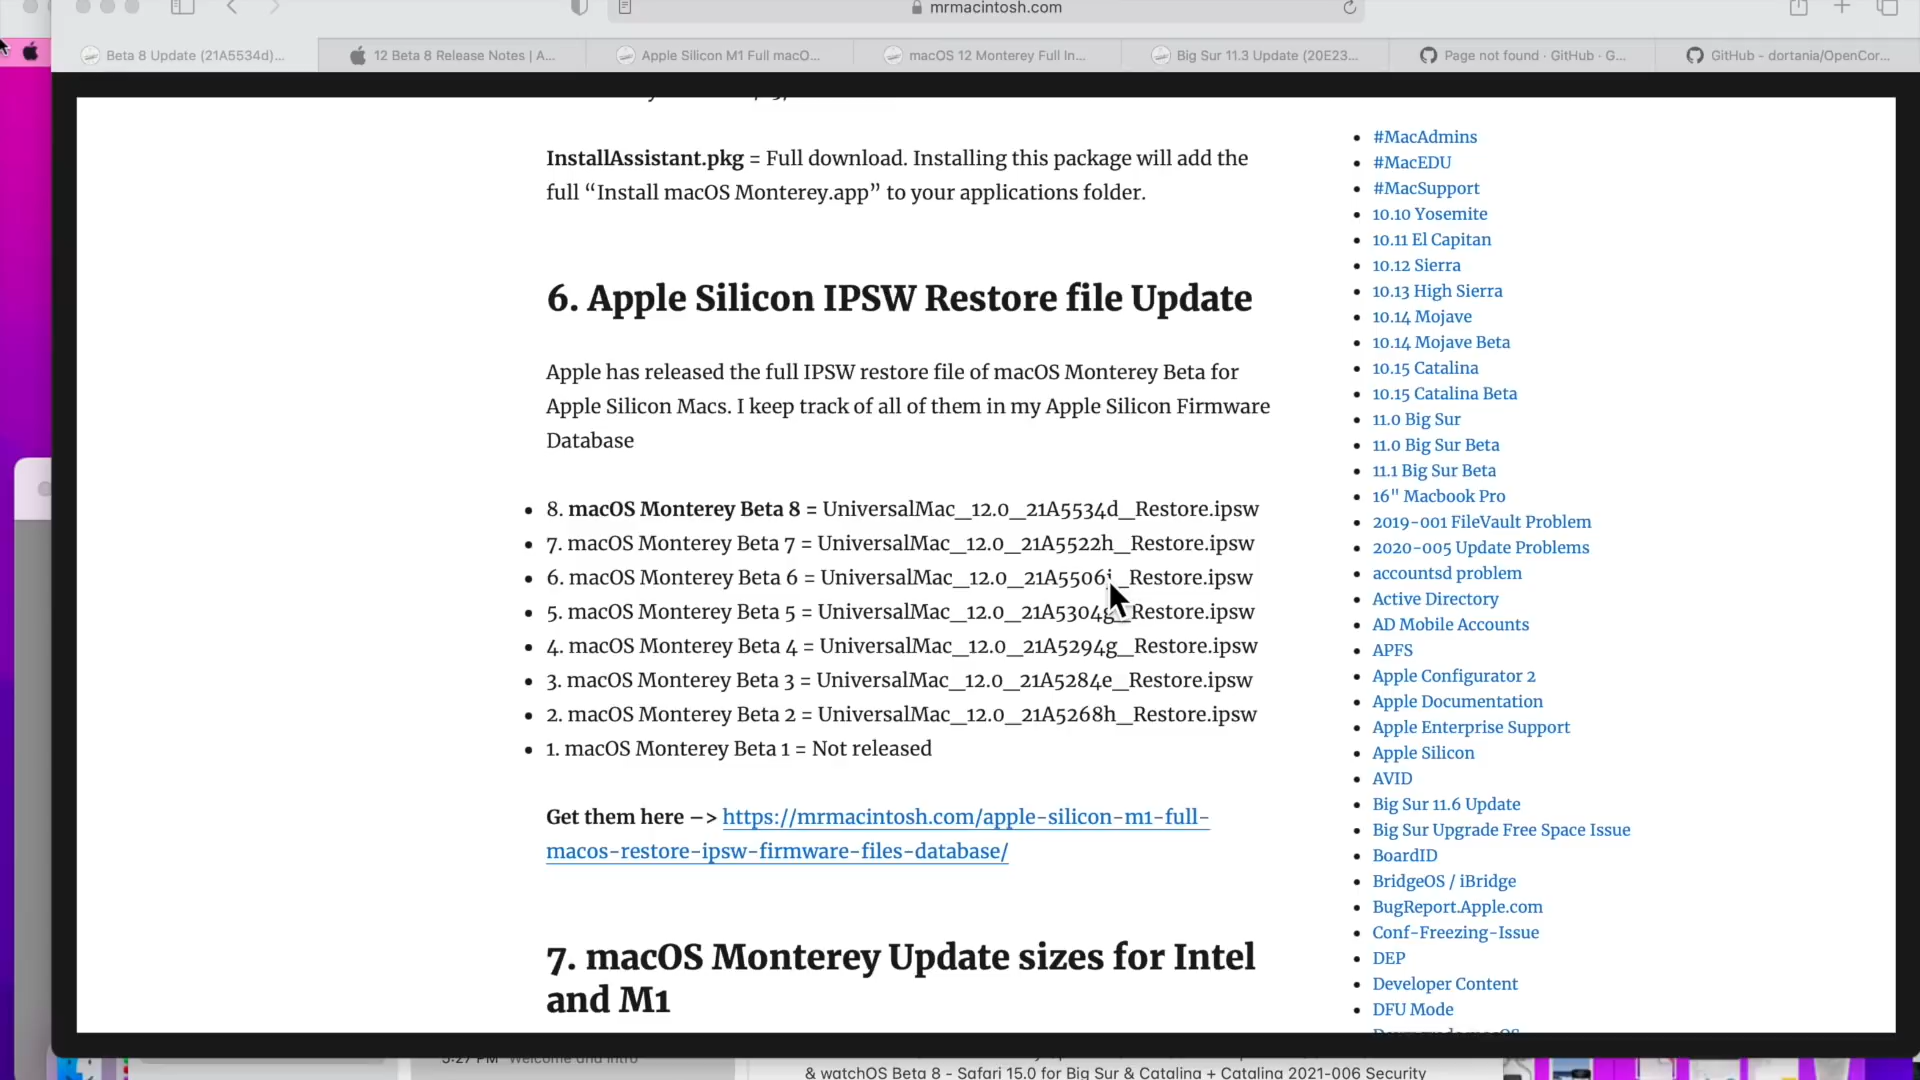 mrmacintosh.com
Beta 8 Update (21A5534d)...
12 Beta 8 Release Notes | A...
Apple Silicon M1 Full macO...
macOS 12 Monterey Full In...
Big Sur 11.3 Update (20E23...
Page not found · GitHub · G...
GitHub - dortania/OpenCor...
InstallAssistant.pkg = Full download. Installing this package will add the
full “Install macOS Monterey.app” to your applications folder.
6. Apple Silicon IPSW Restore file Update
Apple has released the full IPSW restore file of macOS Monterey Beta for
Apple Silicon Macs. I keep track of all of them in my Apple Silicon Firmware
Database
8. macOS Monterey Beta 8 = UniversalMac_12.0_21A5534d_Restore.ipsw
7. macOS Monterey Beta 7 = UniversalMac_12.0_21A5522h_Restore.ipsw
6. macOS Monterey Beta 6 = UniversalMac_12.0_21A5506j_Restore.ipsw
5. macOS Monterey Beta 5 = UniversalMac_12.0_21A5304g_Restore.ipsw
4. macOS Monterey Beta 4 = UniversalMac_12.0_21A5294g_Restore.ipsw
3. macOS Monterey Beta 3 = UniversalMac_12.0_21A5284e_Restore.ipsw
2. macOS Monterey Beta 2 = UniversalMac_12.0_21A5268h_Restore.ipsw
1. macOS Monterey Beta 1 = Not released
Get them here –> https://mrmacintosh.com/apple-silicon-m1-full-
macos-restore-ipsw-firmware-files-database/
7. macOS Monterey Update sizes for Intel
and M1
#MacAdmins
#MacEDU
#MacSupport
10.10 Yosemite
10.11 El Capitan
10.12 Sierra
10.13 High Sierra
10.14 Mojave
10.14 Mojave Beta
10.15 Catalina
10.15 Catalina Beta
11.0 Big Sur
11.0 Big Sur Beta
11.1 Big Sur Beta
16" Macbook Pro
2019-001 FileVault Problem
2020-005 Update Problems
accountsd problem
Active Directory
AD Mobile Accounts
APFS
Apple Configurator 2
Apple Documentation
Apple Enterprise Support
Apple Silicon
AVID
Big Sur 11.6 Update
Big Sur Upgrade Free Space Issue
BoardID
BridgeOS / iBridge
BugReport.Apple.com
Conf-Freezing-Issue
DEP
Developer Content
DFU Mode
5:27 PM Welcome and Intro
& watchOS Beta 8 - Safari 15.0 for Big Sur & Catalina + Catalina 2021-006 Security